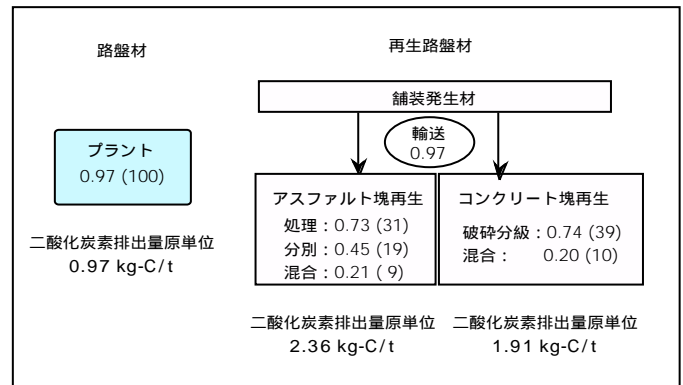 路盤材
再生路盤材
舗装発生材
輸送
0.97
プラント
0.97 (100)
二酸化炭素排出量原単位
0.97 kg-C/t
アスファルト塊再生
処理：0.73 (31)
分別：0.45 (19)
混合：0.21 ( 9)
コンクリート塊再生
破砕分級：0.74 (39)
混合：　0.20 (10)
二酸化炭素排出量原単位
2.36 kg-C/t
二酸化炭素排出量原単位
1.91 kg-C/t